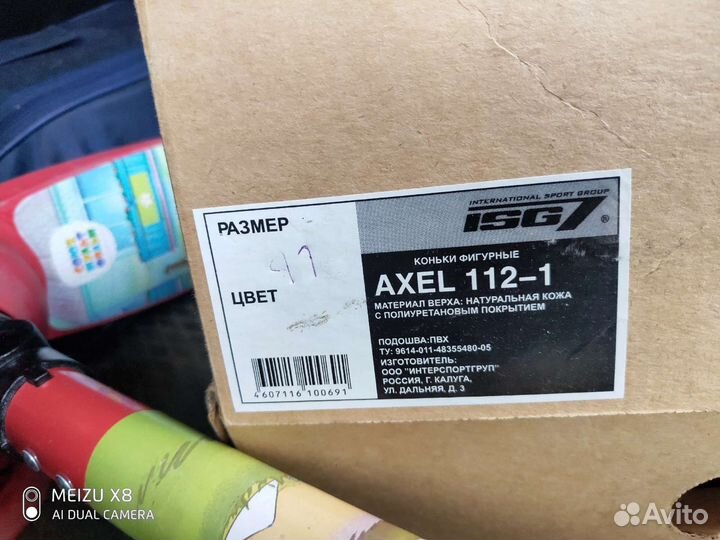 РАЗМЕР
41
ЦВЕТ
4607116 100691
INTERNATIONAL SPORT GROUP
ISG7®
КОНЬКИ ФИГУРНЫЕ
AXEL 112-1
МАТЕРИАЛ ВЕРХА: НАТУРАЛЬНАЯ КОЖА
С ПОЛИУРЕТАНОВЫМ ПОКРЫТИЕМ
ПОДОШВА:ПВХ
ТУ: 9614-011-48355480-05
ИЗГОТОВИТЕЛЬ:
ООО "ИНТЕРСПОРТГРУП"
РОССИЯ, Г. КАЛУГА,
УЛ. ДАЛЬНЯЯ, Д. 3
MEIZU X8
AI DUAL CAMERA
Avito